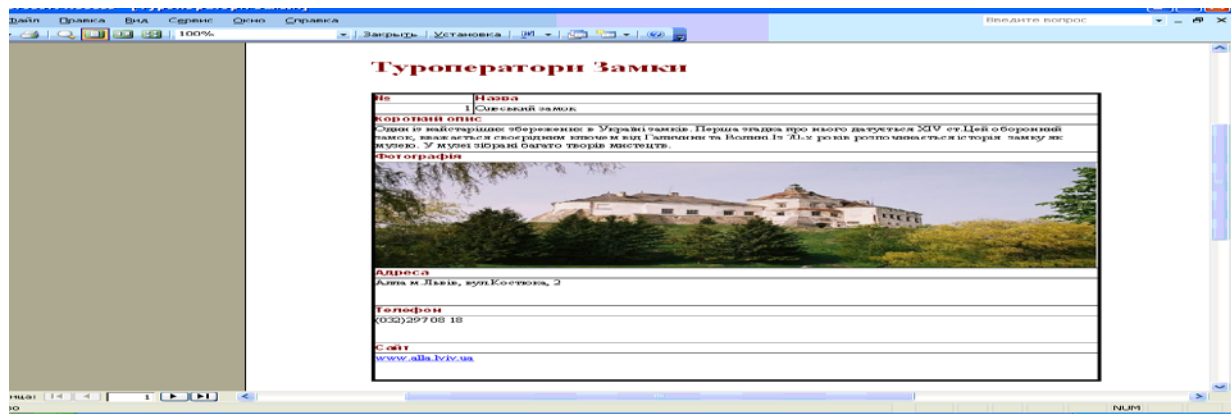 Файл Правка Вид Сервис Окно Справка Введите вопрос
100% Закрыть Установка
Туроператори Замки
№ Назва
1 Олеський замок
Короткий опис
Один із найстаріших збережених в Україні замків. Перша згадка про нього датується XIV ст.Цей оборонний
замок, вважається своєрідним ключем від Галичини та Волині.Із 70-х років розпочинається історія замку як
музею. У музеї зібрані багато творів мистецтв.
Фотографія
Адреса
Алла м.Львів, вул.Костюка, 2
Телефон
(032)297 08 18
Сайт
www.alla.lviv.ua
1
NUM